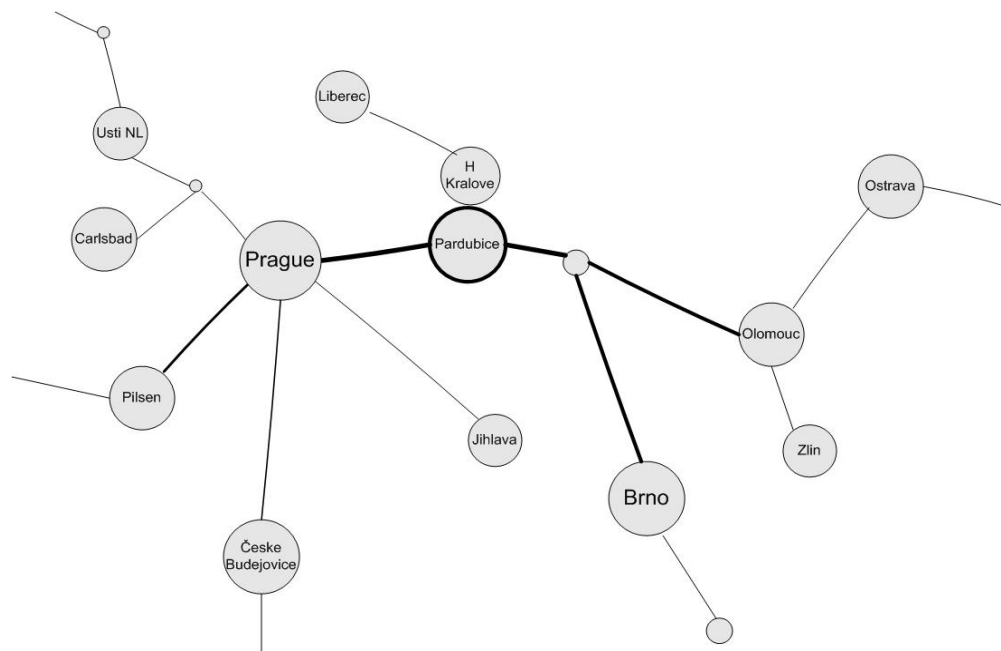 Liberec
Usti NL
H
Kralove
Ostrava
Carlsbad
Pardubice
Prague
Olomouc
Pilsen
Jihlava
Zlin
Brno
Česke
Budejovice